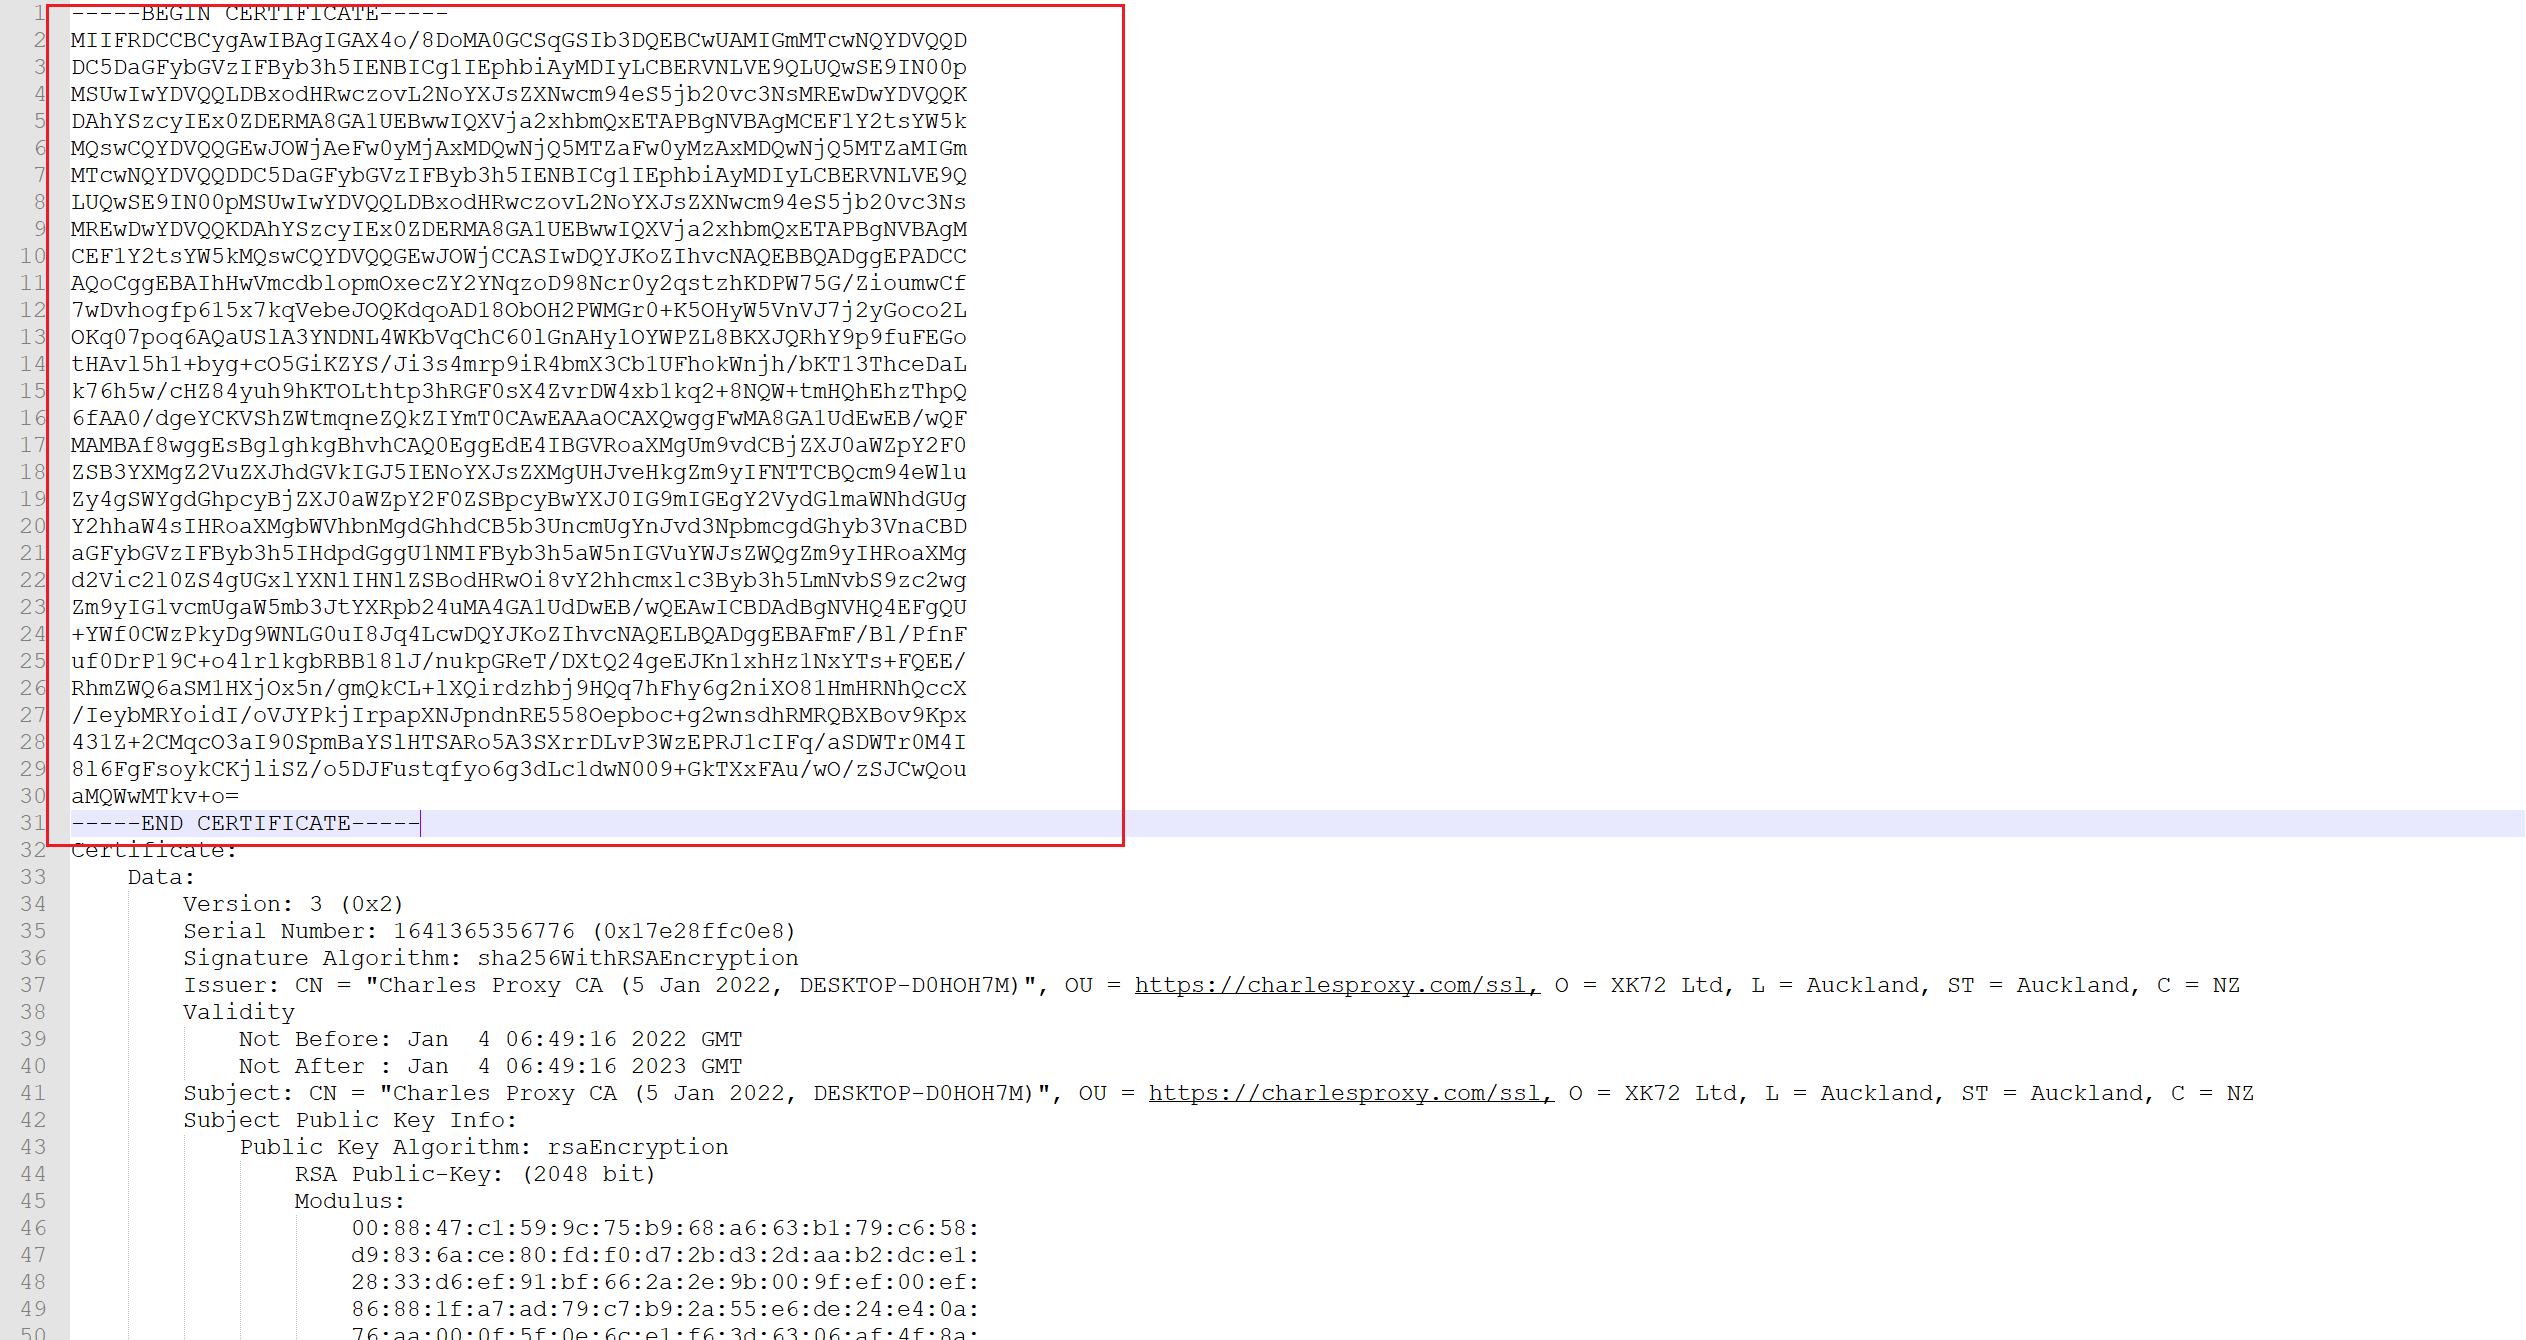 1 -----BEGIN CERTIFICATE-----
2 MIIFRDCCBCygAwIBAgIGAX4o/8DoMA0GCSqGSIb3DQEBCwUAMIGmMTcwNQYDVQQD
3 DC5DaGFybGVzIFByb3h5IENBICg1IEphbiAyMDIyLCBERVNLVE9QLUQwSE9IN00p
4 MSUwIwYDVQQLDBxodHRwczovL2NoYXJsZXNwcm94eS5jb20vc3NsMREwDwYDVQQK
5 DAhYSzcyIEx0ZDERMA8GA1UEBwwIQXVja2xhbmQxETAPBgNVBAgMCEF1Y2tsYW5k
6 MQswCQYDVQQGEwJOWjAeFw0yMjAxMDQwNjQ5MTZaFw0yMzAxMDQwNjQ5MTZaMIGm
7 MTcwNQYDVQQDDC5DaGFybGVzIFByb3h5IENBICg1IEphbiAyMDIyLCBERVNLVE9Q
8 LUQwSE9IN00pMSUwIwYDVQQLDBxodHRwczovL2NoYXJsZXNwcm94eS5jb20vc3Ns
9 MREwDwYDVQQKDAhYSzcyIEx0ZDERMA8GA1UEBwwIQXVja2xhbmQxETAPBgNVBAgM
10 CEF1Y2tsYW5kMQswCQYDVQQGEwJOWjCCASIwDQYJKoZIhvcNAQEBBQADggEPADCC
11 AQoCggEBAIhHwVmcdblopmOxecZY2YNqzoD98Ncr0y2qstzhKDPW75G/ZioumwCf
12 7wDvhogfp615x7kqVebeJOQKdqoAD18ObOH2PWMGr0+K5OHyW5VnVJ7j2yGoco2L
13 OKq07poq6AQaUSlA3YNDNL4WKbVqChC60lGnAHylOYWPZL8BKXJQRhY9p9fuFEGo
14 tHAvl5h1+byg+cO5GiKZYS/Ji3s4mrp9iR4bmX3Cb1UFhokWnjh/bKT13ThceDaL
15 k76h5w/cHZ84yuh9hKTOLthtp3hRGF0sX4ZvrDW4xb1kq2+8NQW+tmHQhEhzThpQ
16 6fAA0/dgeYCKVShZWtmqneZQkZIYmT0CAwEAAaOCAXQwggFwMA8GA1UdEwEB/wQF
17 MAMBAf8wggEsBglghkgBhvhCAQ0EggEdE4IBGVRoaXMgUm9vdCBjZXJ0aWZpY2F0
18 ZSB3YXMgZ2VuZXJhdGVkIGJ5IENoYXJsZXMgUHJveHkgZm9yIFNTTCBQcm94eWlu
19 Zy4gSWYgdGhpcyBjZXJ0aWZpY2F0ZSBpcyBwYXJ0IG9mIGEgY2VydGlmaWNhdGUg
20 Y2hhaW4sIHRoaXMgbWVhbnMgdGhhdCB5b3UncmUgYnJvd3NpbmcgdGhyb3VnaCBD
21 aGFybGVzIFByb3h5IHdpdGggU1NMIFByb3h5aW5nIGVuYWJsZWQgZm9yIHRoaXMg
22 d2Vic2l0ZS4gUGxlYXNlIHNlZSBodHRwOi8vY2hhcmxlc3Byb3h5LmNvbS9zc2wg
23 Zm9yIG1vcmUgaW5mb3JtYXRpb24uMA4GA1UdDwEB/wQEAwICBDAdBgNVHQ4EFgQU
24 +YWf0CWzPkyDg9WNLG0uI8Jq4LcwDQYJKoZIhvcNAQELBQADggEBAFmF/Bl/PfnF
25 uf0DrP19C+o4lrlkgbRBB18lJ/nukpGReT/DXtQ24geEJKn1xhHz1NxYTs+FQEE/
26 RhmZWQ6aSM1HXjOx5n/gmQkCL+lXQirdzhbj9HQq7hFhy6g2niXO81HmHRNhQccX
27 /IeybMRYoidI/oVJYPkjIrpapXNJpndnRE558Oepboc+g2wnsdhRMRQBXBov9Kpx
28 431Z+2CMqcO3aI90SpmBaYSlHTSARo5A3SXrrDLvP3WzEPRJ1cIFq/aSDWTr0M4I
29 8l6FgFsoykCKjliSZ/o5DJFustqfyo6g3dLc1dwN009+GkTXxFAu/wO/zSJCwQou
30 aMQWwMTkv+o=
31 -----END CERTIFICATE-----
32 Certificate:
33 Data:
34 Version: 3 (0x2)
35 Serial Number: 1641365356776 (0x17e28ffc0e8)
36 Signature Algorithm: sha256WithRSAEncryption
37 Issuer: CN = "Charles Proxy CA (5 Jan 2022, DESKTOP-D0HOH7M)", OU = https://charlesproxy.com/ssl, O = XK72 Ltd, L = Auckland, ST = Auckland, C = NZ
38 Validity
39 Not Before: Jan  4 06:49:16 2022 GMT
40 Not After : Jan  4 06:49:16 2023 GMT
41 Subject: CN = "Charles Proxy CA (5 Jan 2022, DESKTOP-D0HOH7M)", OU = https://charlesproxy.com/ssl, O = XK72 Ltd, L = Auckland, ST = Auckland, C = NZ
42 Subject Public Key Info:
43 Public Key Algorithm: rsaEncryption
44 RSA Public-Key: (2048 bit)
45 Modulus:
46 00:88:47:c1:59:9c:75:b9:68:a6:63:b1:79:c6:58:
47 d9:83:6a:ce:80:fd:f0:d7:2b:d3:2d:aa:b2:dc:e1:
48 28:33:d6:ef:91:bf:66:2a:2e:9b:00:9f:ef:00:ef:
49 86:88:1f:a7:ad:79:c7:b9:2a:55:e6:de:24:e4:0a:
50 76:aa:00:0f:5f:0e:6c:e1:f6:3d:63:06:af:4f:8a: